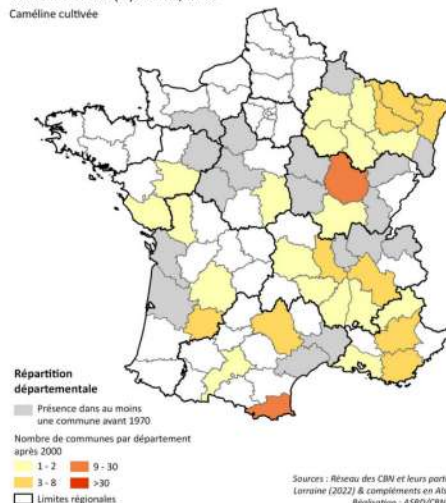 Caméline cultivée
Répartition
départementale
Présence dans au moins
une commune avant 1970
Nombre de communes par département
après 2000
1 - 2
9 - 30
3 - 8
>30
Limites régionales
Sources : Réseau des CBN et leurs part
Lorraine (2022) & compléments en At